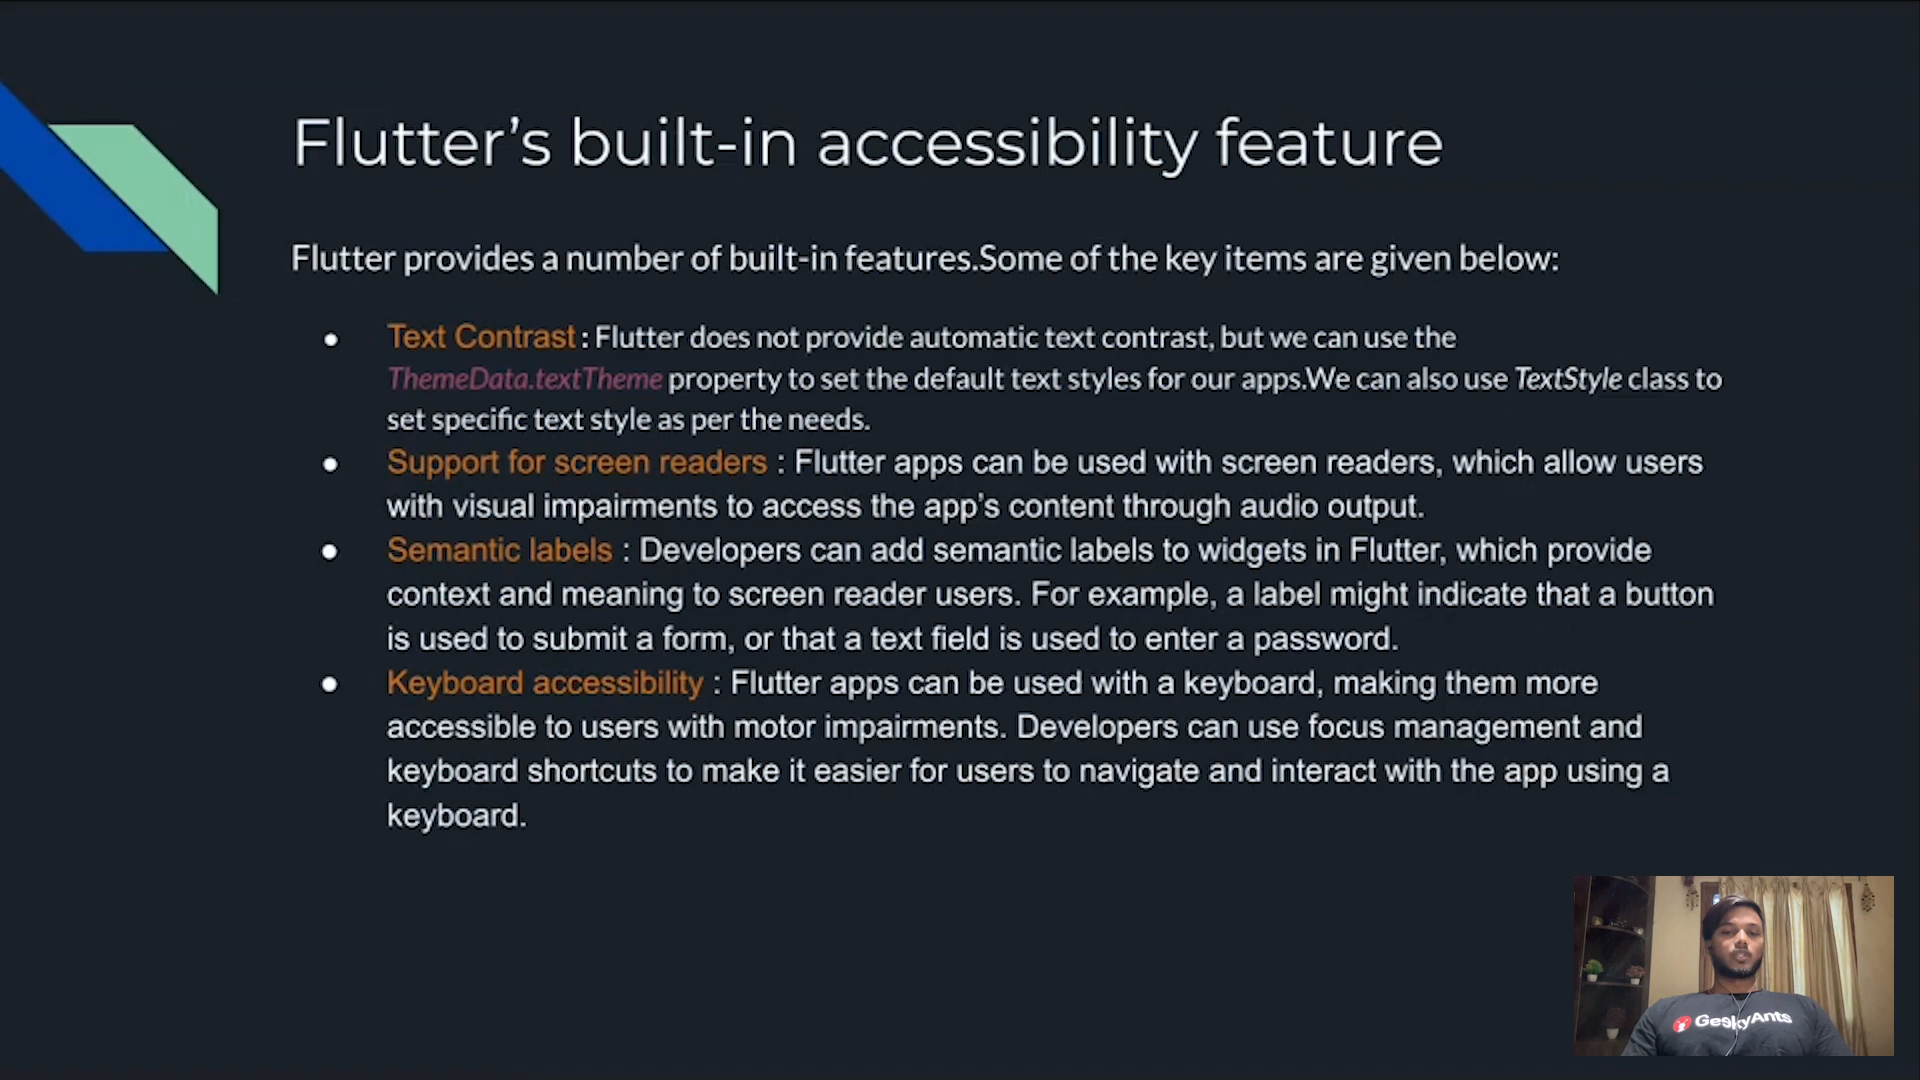 Flutter's built-in accessibility feature
Flutter provides a number of built-in features.Some of the key items are given below:
● Text Contrast : Flutter does not provide automatic text contrast, but we can use the
ThemeData.textTheme property to set the default text styles for our apps.We can also use TextStyle class to
set specific text style as per the needs.
● Support for screen readers : Flutter apps can be used with screen readers, which allow users
with visual impairments to access the app's content through audio output.
● Semantic labels : Developers can add semantic labels to widgets in Flutter, which provide
context and meaning to screen reader users. For example, a label might indicate that a button
is used to submit a form, or that a text field is used to enter a password.
● Keyboard accessibility : Flutter apps can be used with a keyboard, making them more
accessible to users with motor impairments. Developers can use focus management and
keyboard shortcuts to make it easier for users to navigate and interact with the app using a
keyboard.
GeekyAnts